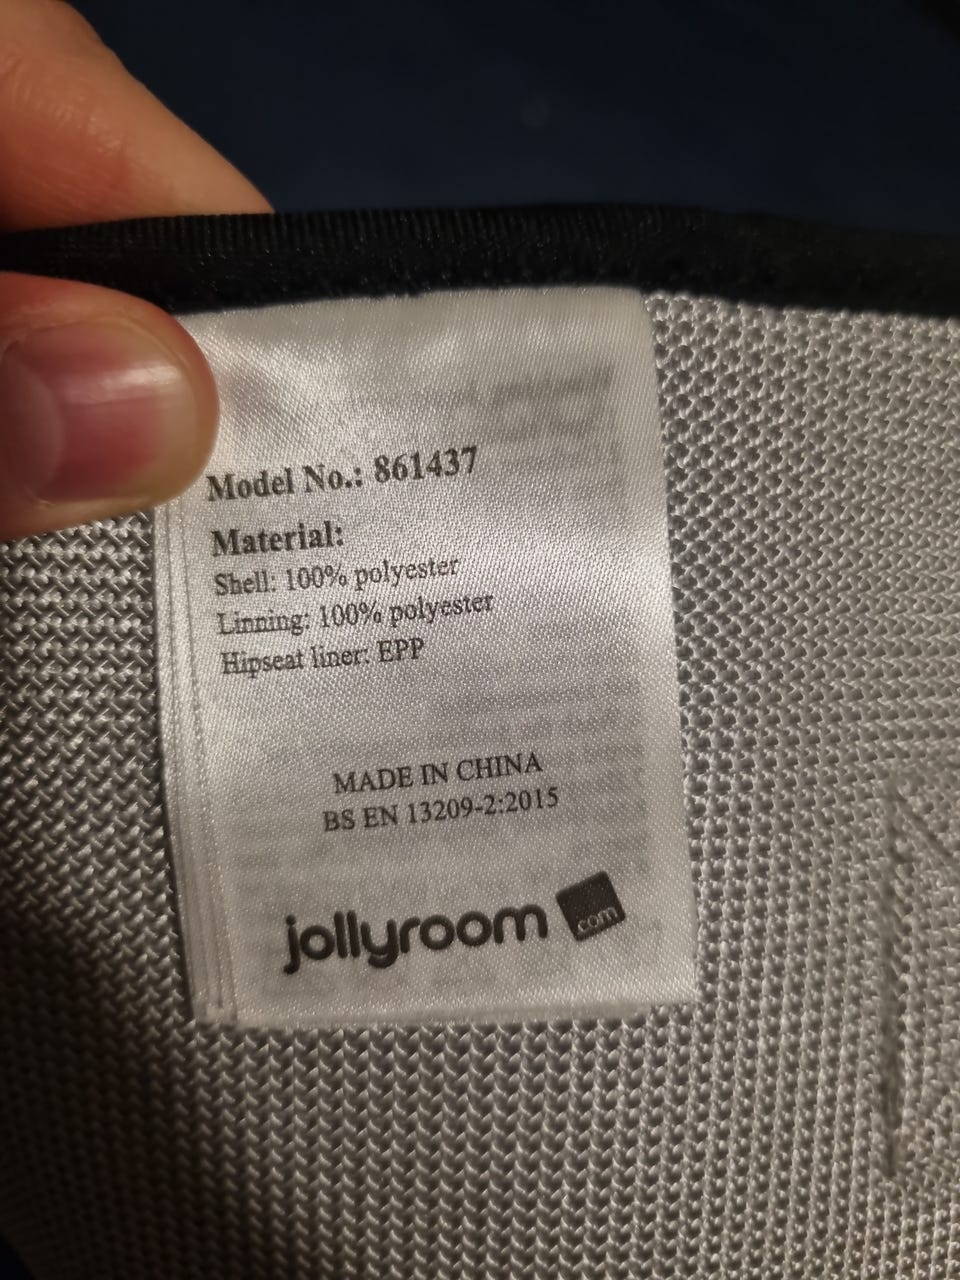 Model No.: 861437
Material:
Shell: 100% polyester
Linning: 100% polyester
Hipseat liner: EPP
MADE IN CHINA
BS EN 13209-2:2015
jollyroom com